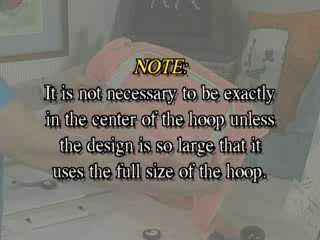 NOTE:
It is not necessary to be exactly
in the center of the hoop unless
the design is so large that it
uses the full size of the hoop.